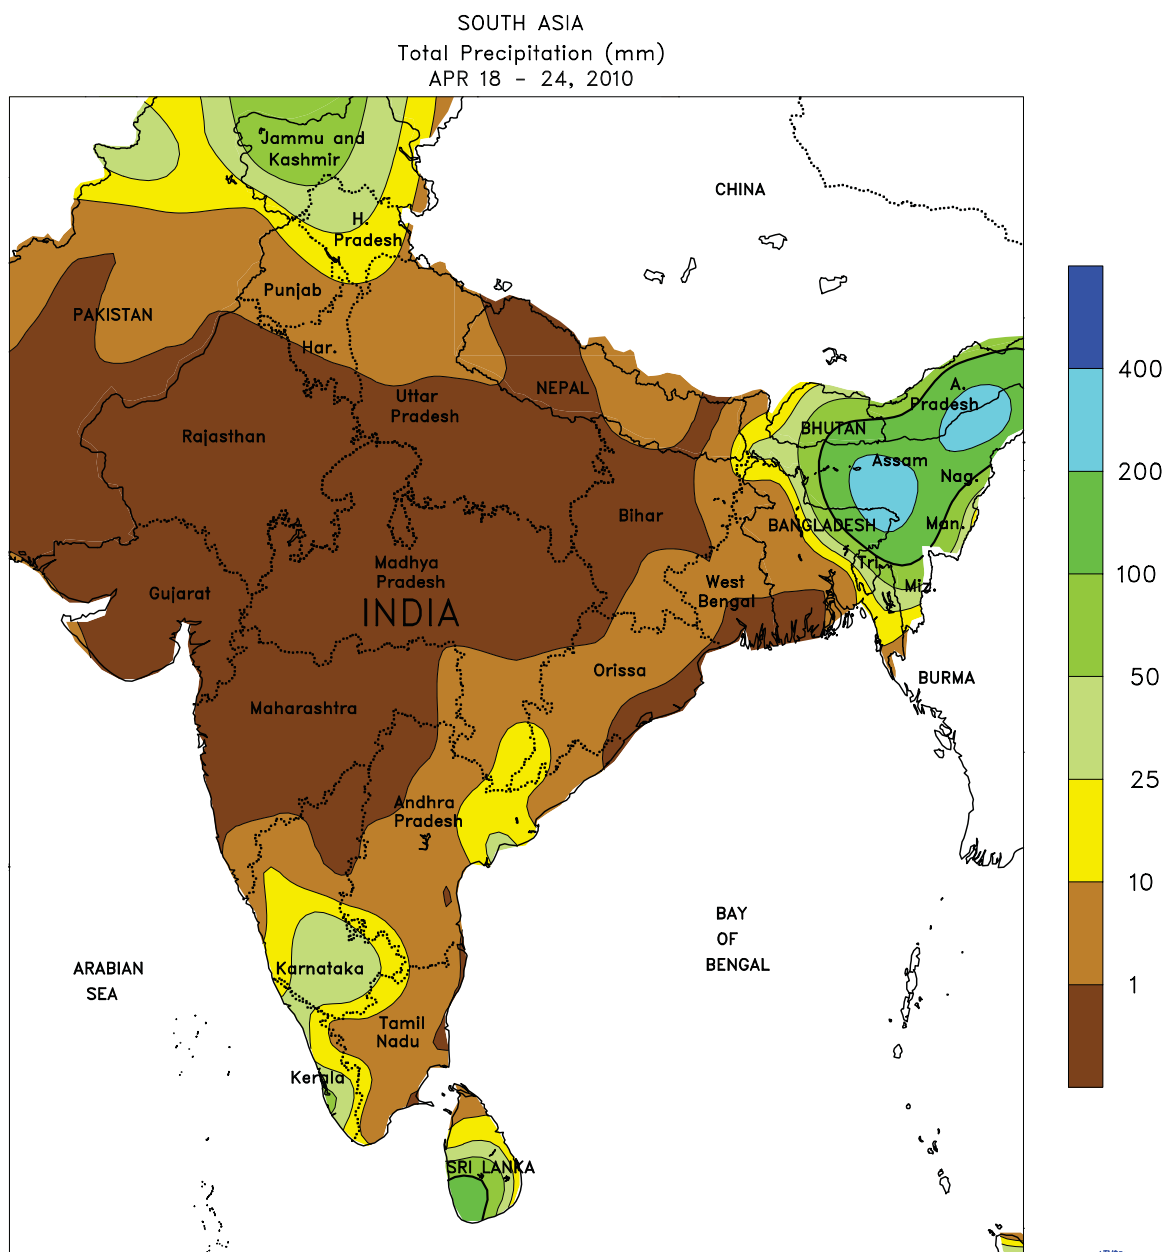 SOUTH ASIA
Total Precipitation (mm)
APR 18 - 24, 2010
Jammu and
Kashmir
CHINA
H.
Pradesh
Punjab
PAKISTAN
Har.
400
A.
Pradesh
NEPAL
Uttar
Pradesh
BHUTAN
Rajasthan
Assam
200
Nag.
Bihar
BANGLADESH
Man.
Madhya
Pradesh
Tri.
100
West
Bengal
Miz.
Gujarat
INDIA
Orissa
BURMA
50
Maharashtra
25
Andhra
Pradesh
10
BAY
OF
BENGAL
ARABIAN
SEA
Karnataka
1
Tamil
Nadu
Kerala
SRI LANKA